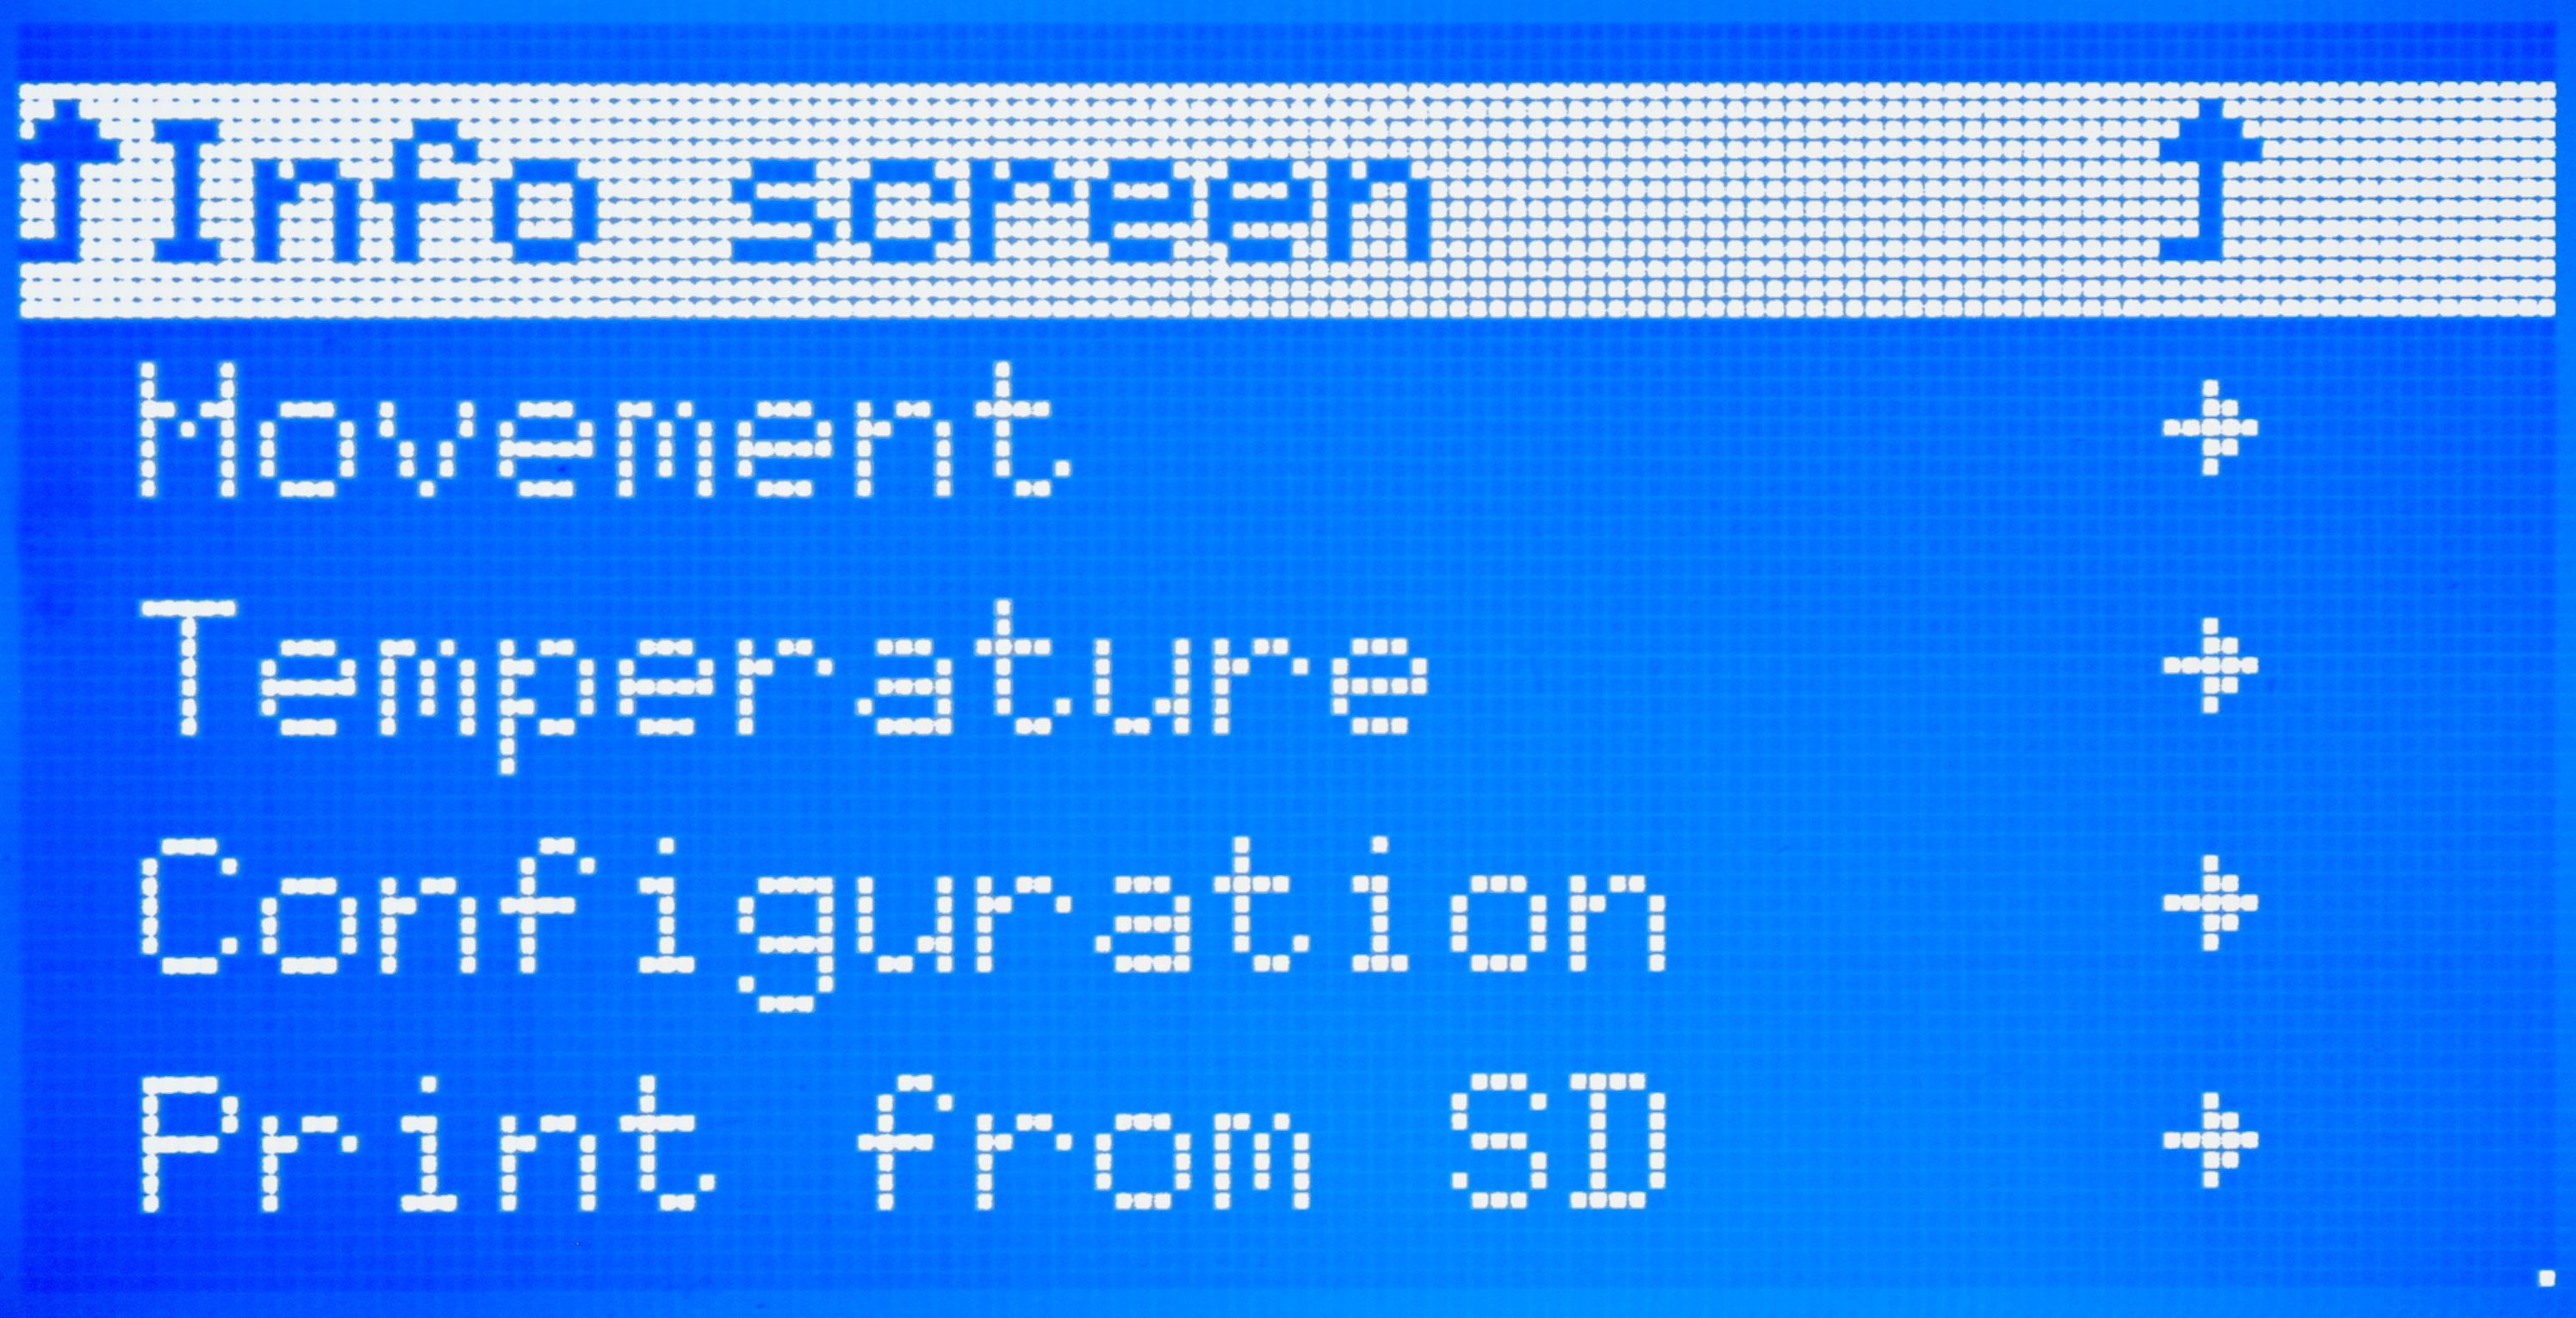 Info screen
Movement
Temperature
Configuration
Print from SD